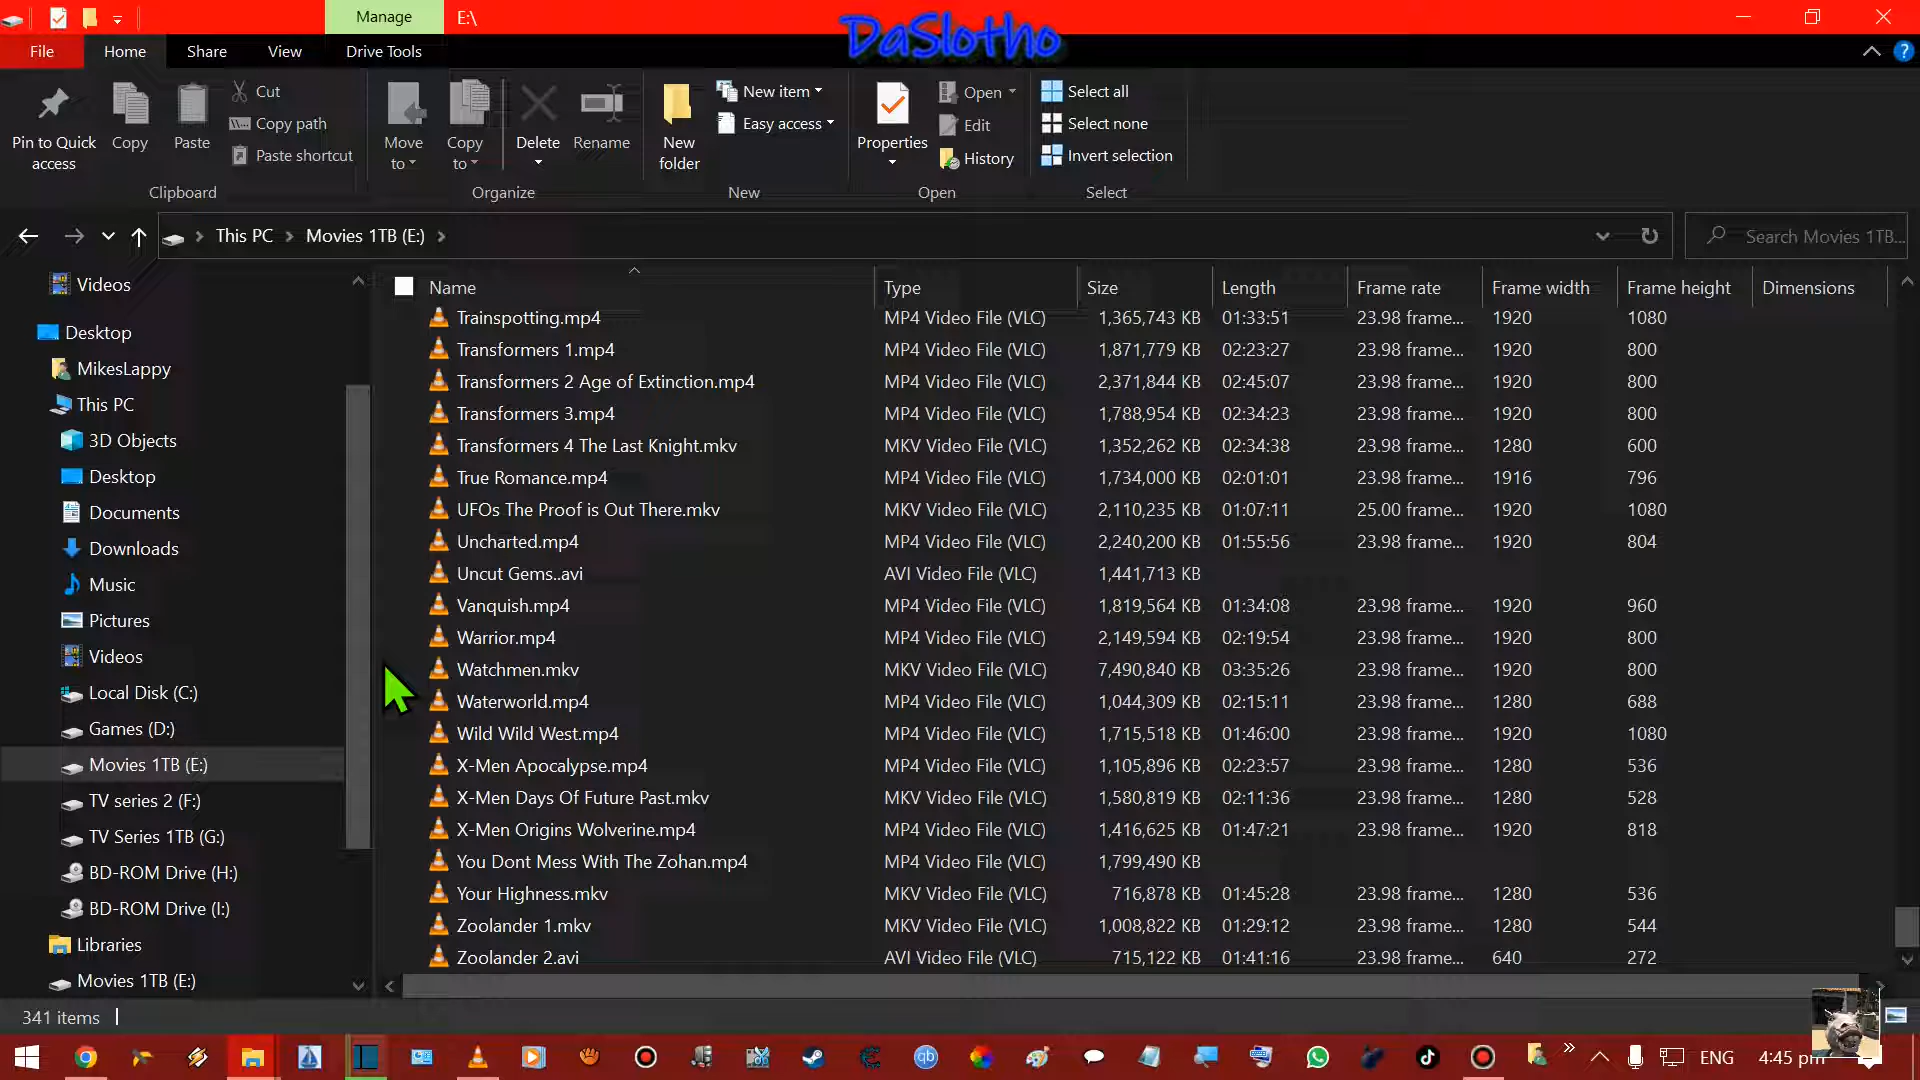 Manage E:\
DaSlotho
File Home Share View Drive Tools
Pin to Quick access
Copy
Paste
Cut
Copy path
Paste shortcut
Clipboard
Move to
Copy to
Delete
Rename
Organize
New folder
New item
Easy access
New
Properties
Open
Edit
History
Open
Select all
Select none
Invert selection
Select
This PC > Movies 1TB (E:) >
Search Movies 1TB...
Videos
Desktop
MikesLappy
This PC
3D Objects
Desktop
Documents
Downloads
Music
Pictures
Videos
Local Disk (C:)
Games (D:)
Movies 1TB (E:)
TV series 2 (F:)
TV Series 1TB (G:)
BD-ROM Drive (H:)
BD-ROM Drive (I:)
Libraries
Movies 1TB (E:)
Name Type Size Length Frame rate Frame width Frame height Dimensions
Trainspotting.mp4 MP4 Video File (VLC) 1,365,743 KB 01:33:51 23.98 frame... 1920 1080
Transformers 1.mp4 MP4 Video File (VLC) 1,871,779 KB 02:23:27 23.98 frame... 1920 800
Transformers 2 Age of Extinction.mp4 MP4 Video File (VLC) 2,371,844 KB 02:45:07 23.98 frame... 1920 800
Transformers 3.mp4 MP4 Video File (VLC) 1,788,954 KB 02:34:23 23.98 frame... 1920 800
Transformers 4 The Last Knight.mkv MKV Video File (VLC) 1,352,262 KB 02:34:38 23.98 frame... 1280 600
True Romance.mp4 MP4 Video File (VLC) 1,734,000 KB 02:01:01 23.98 frame... 1916 796
UFOs The Proof is Out There.mkv MKV Video File (VLC) 2,110,235 KB 01:07:11 25.00 frame... 1920 1080
Uncharted.mp4 MP4 Video File (VLC) 2,240,200 KB 01:55:56 23.98 frame... 1920 804
Uncut Gems..avi AVI Video File (VLC) 1,441,713 KB
Vanquish.mp4 MP4 Video File (VLC) 1,819,564 KB 01:34:08 23.98 frame... 1920 960
Warrior.mp4 MP4 Video File (VLC) 2,149,594 KB 02:19:54 23.98 frame... 1920 800
Watchmen.mkv MKV Video File (VLC) 7,490,840 KB 03:35:26 23.98 frame... 1920 800
Waterworld.mp4 MP4 Video File (VLC) 1,044,309 KB 02:15:11 23.98 frame... 1280 688
Wild Wild West.mp4 MP4 Video File (VLC) 1,715,518 KB 01:46:00 23.98 frame... 1920 1080
X-Men Apocalypse.mp4 MP4 Video File (VLC) 1,105,896 KB 02:23:57 23.98 frame... 1280 536
X-Men Days Of Future Past.mkv MKV Video File (VLC) 1,580,819 KB 02:11:36 23.98 frame... 1280 528
X-Men Origins Wolverine.mp4 MP4 Video File (VLC) 1,416,625 KB 01:47:21 23.98 frame... 1920 818
You Dont Mess With The Zohan.mp4 MP4 Video File (VLC) 1,799,490 KB
Your Highness.mkv MKV Video File (VLC) 716,878 KB 01:45:28 23.98 frame... 1280 536
Zoolander 1.mkv MKV Video File (VLC) 1,008,822 KB 01:29:12 23.98 frame... 1280 544
Zoolander 2.avi AVI Video File (VLC) 715,122 KB 01:41:16 23.98 frame... 640 272
341 items
qb
ENG 4:45 pm